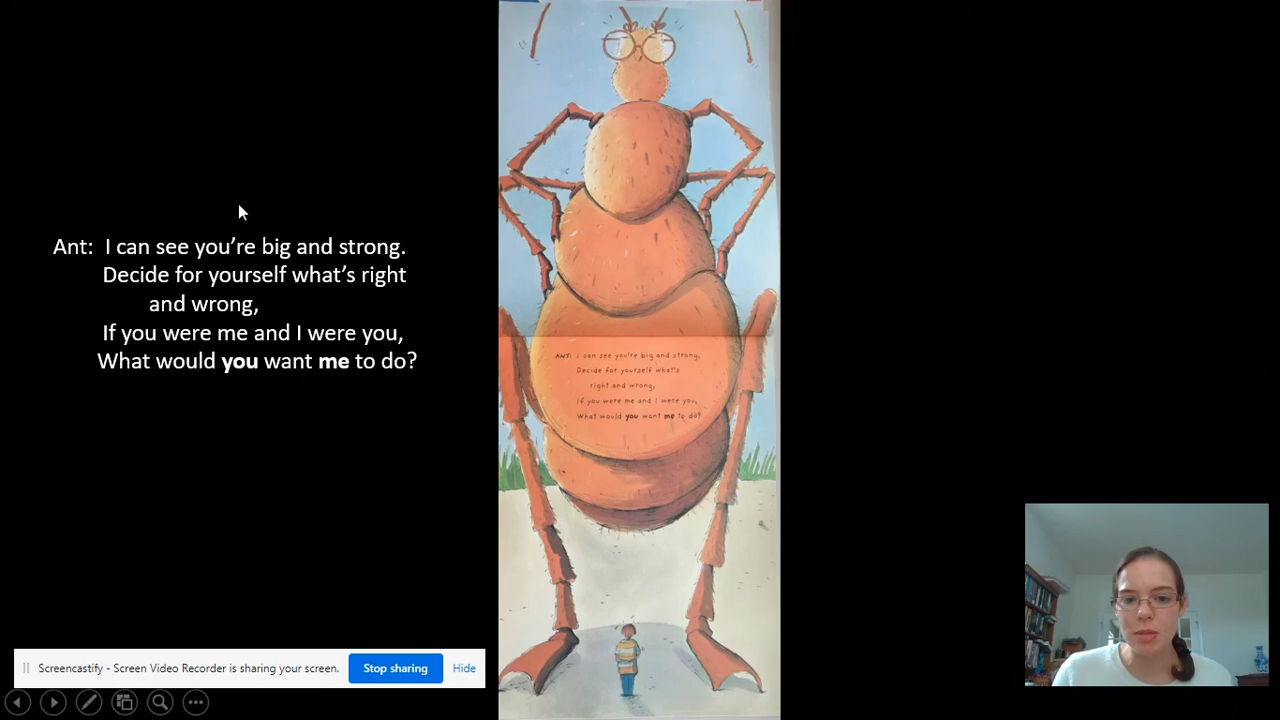 Ant: I can see you’re big and strong.
Decide for yourself what’s right
and wrong,
If you were me and I were you,
What would you want me to do?
ANT: I can see you're big and strong,
Decide for yourself what's
right and wrong,
If you were me and I were you,
What would you want me to do?
Screencastify - Screen Video Recorder is sharing your screen.
Stop sharing
Hide